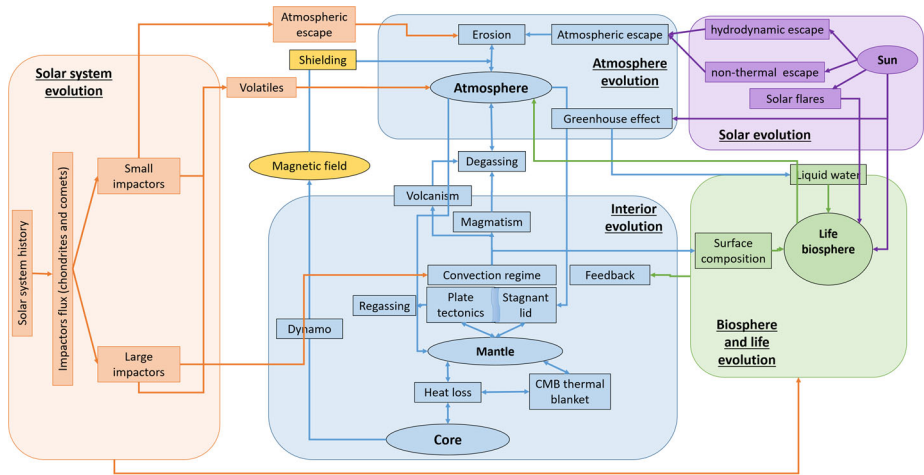 Solar system
evolution
Solar system history
Impactors flux (chondrites and comets)
Small
impactors
Large
impactors
Atmospheric
escape
Volatiles
Shielding
Magnetic field
Dynamo
Erosion
Atmospheric escape
Atmosphere
evolution
Atmosphere
Greenhouse effect
Degassing
hydrodynamic escape
non-thermal escape
Sun
Solar flares
Solar evolution
Volcanism
Magmatism
Interior
evolution
Convection regime
Regassing
Plate
tectonics
Stagnant
lid
Mantle
Heat loss
CMB thermal
blanket
Core
Feedback
Liquid water
Surface
composition
Life
biosphere
Biosphere
and life
evolution